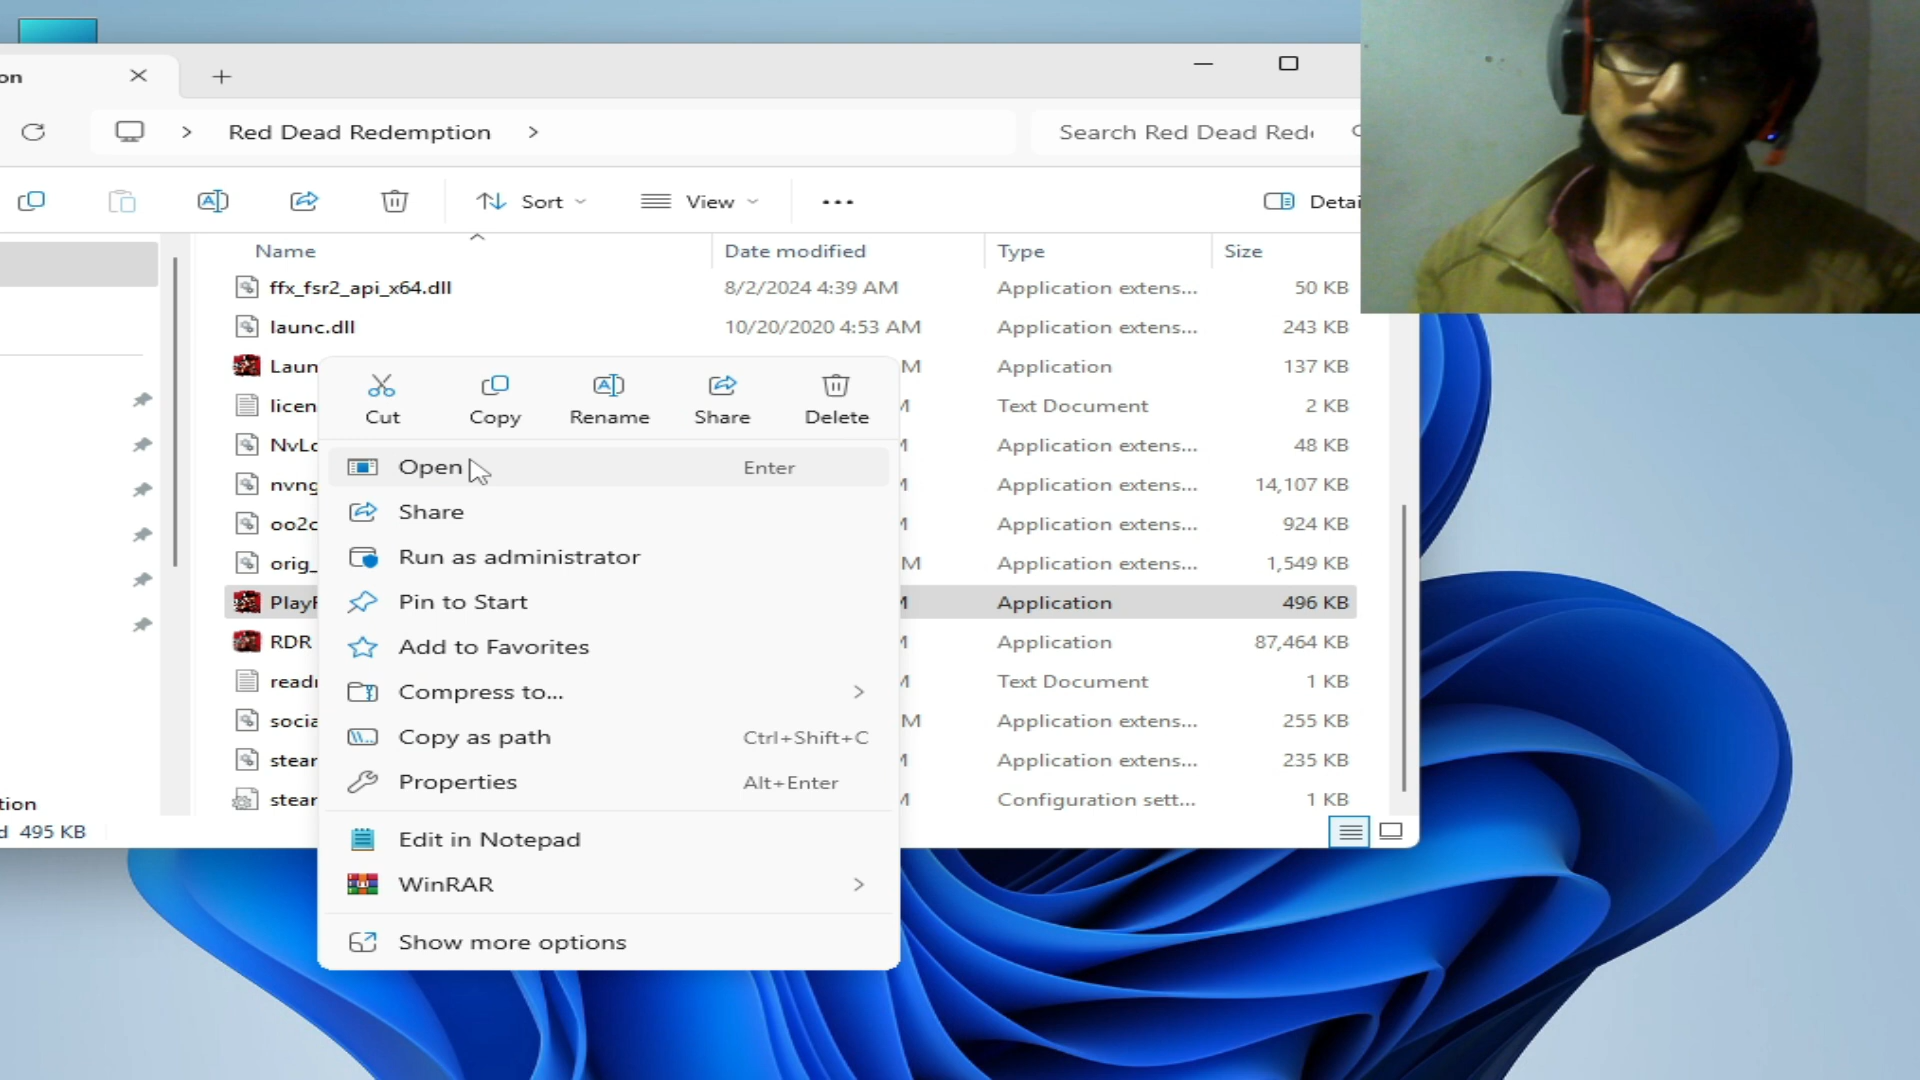 on
Red Dead Redemption
Search Red Dead Red
Sort
View
Detai
Name
Date modified
Type
Size
ffx_fsr2_api_x64.dll 8/2/2024 4:39 AM Application extens... 50 KB
launc.dll 10/20/2020 4:53 AM Application extens... 243 KB
Laun M Application 137 KB
licen Text Document 2 KB
NvLo Application extens... 48 KB
nvng Application extens... 14,107 KB
oo2c Application extens... 924 KB
orig_ M Application extens... 1,549 KB
Play Application 496 KB
RDR Application 87,464 KB
readi Text Document 1 KB
socia M Application extens... 255 KB
stear Application extens... 235 KB
stear Configuration sett... 1 KB
Cut
Copy
Rename
Share
Delete
Open Enter
Share
Run as administrator
Pin to Start
Add to Favorites
Compress to...
Copy as path Ctrl+Shift+C
Properties Alt+Enter
Edit in Notepad
WinRAR
Show more options
tion
d 495 KB